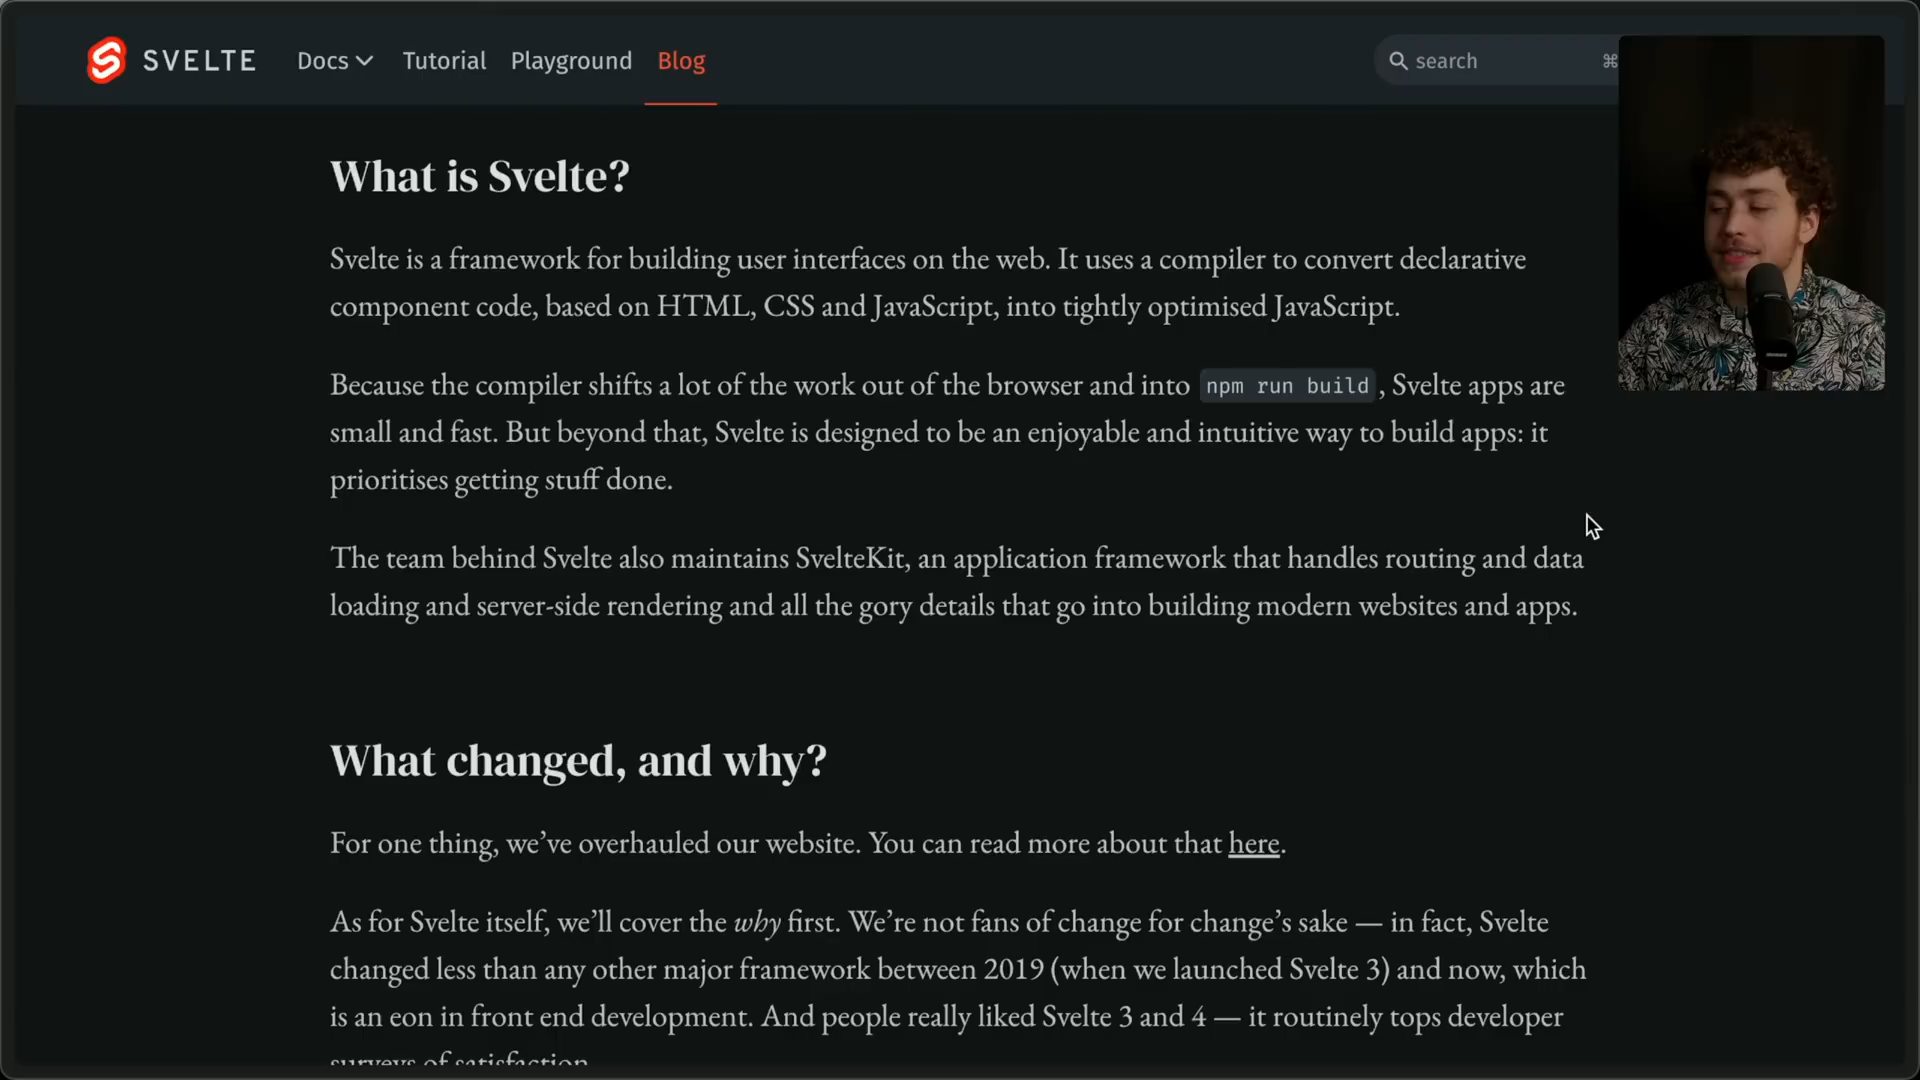 SVELTE Docs Tutorial Playground Blog search ⌘
What is Svelte?
Svelte is a framework for building user interfaces on the web. It uses a compiler to convert declarative
component code, based on HTML, CSS and JavaScript, into tightly optimised JavaScript.
Because the compiler shifts a lot of the work out of the browser and into npm run build, Svelte apps are
small and fast. But beyond that, Svelte is designed to be an enjoyable and intuitive way to build apps: it
prioritises getting stuff done.
The team behind Svelte also maintains SvelteKit, an application framework that handles routing and data
loading and server-side rendering and all the gory details that go into building modern websites and apps.
What changed, and why?
For one thing, we’ve overhauled our website. You can read more about that here.
As for Svelte itself, we’ll cover the why first. We’re not fans of change for change’s sake — in fact, Svelte
changed less than any other major framework between 2019 (when we launched Svelte 3) and now, which
is an eon in front end development. And people really liked Svelte 3 and 4 — it routinely tops developer
surveys of satisfaction